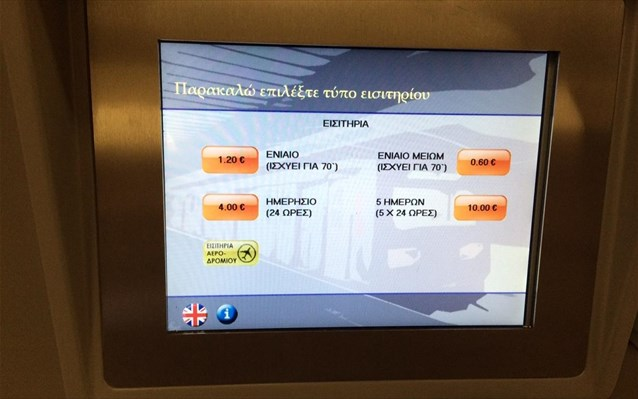 Παρακαλώ επιλέξτε τύπο εισιτηρίου
ΕΙΣΙΤΗΡΙΑ
1.20 € ΕΝΙΑΙΟ
(ΙΣΧΥΕΙ ΓΙΑ 70΄)
ΕΝΙΑΙΟ ΜΕΙΩΜ 0.60 €
(ΙΣΧΥΕΙ ΓΙΑ 70΄)
4.00 € ΗΜΕΡΗΣΙΟ
(24 ΩΡΕΣ)
5 ΗΜΕΡΩΝ 10.00 €
(5 X 24 ΩΡΕΣ)
ΕΙΣΙΤΗΡΙΑ
ΑΕΡΟ-
ΔΡΟΜΙΟΥ
i